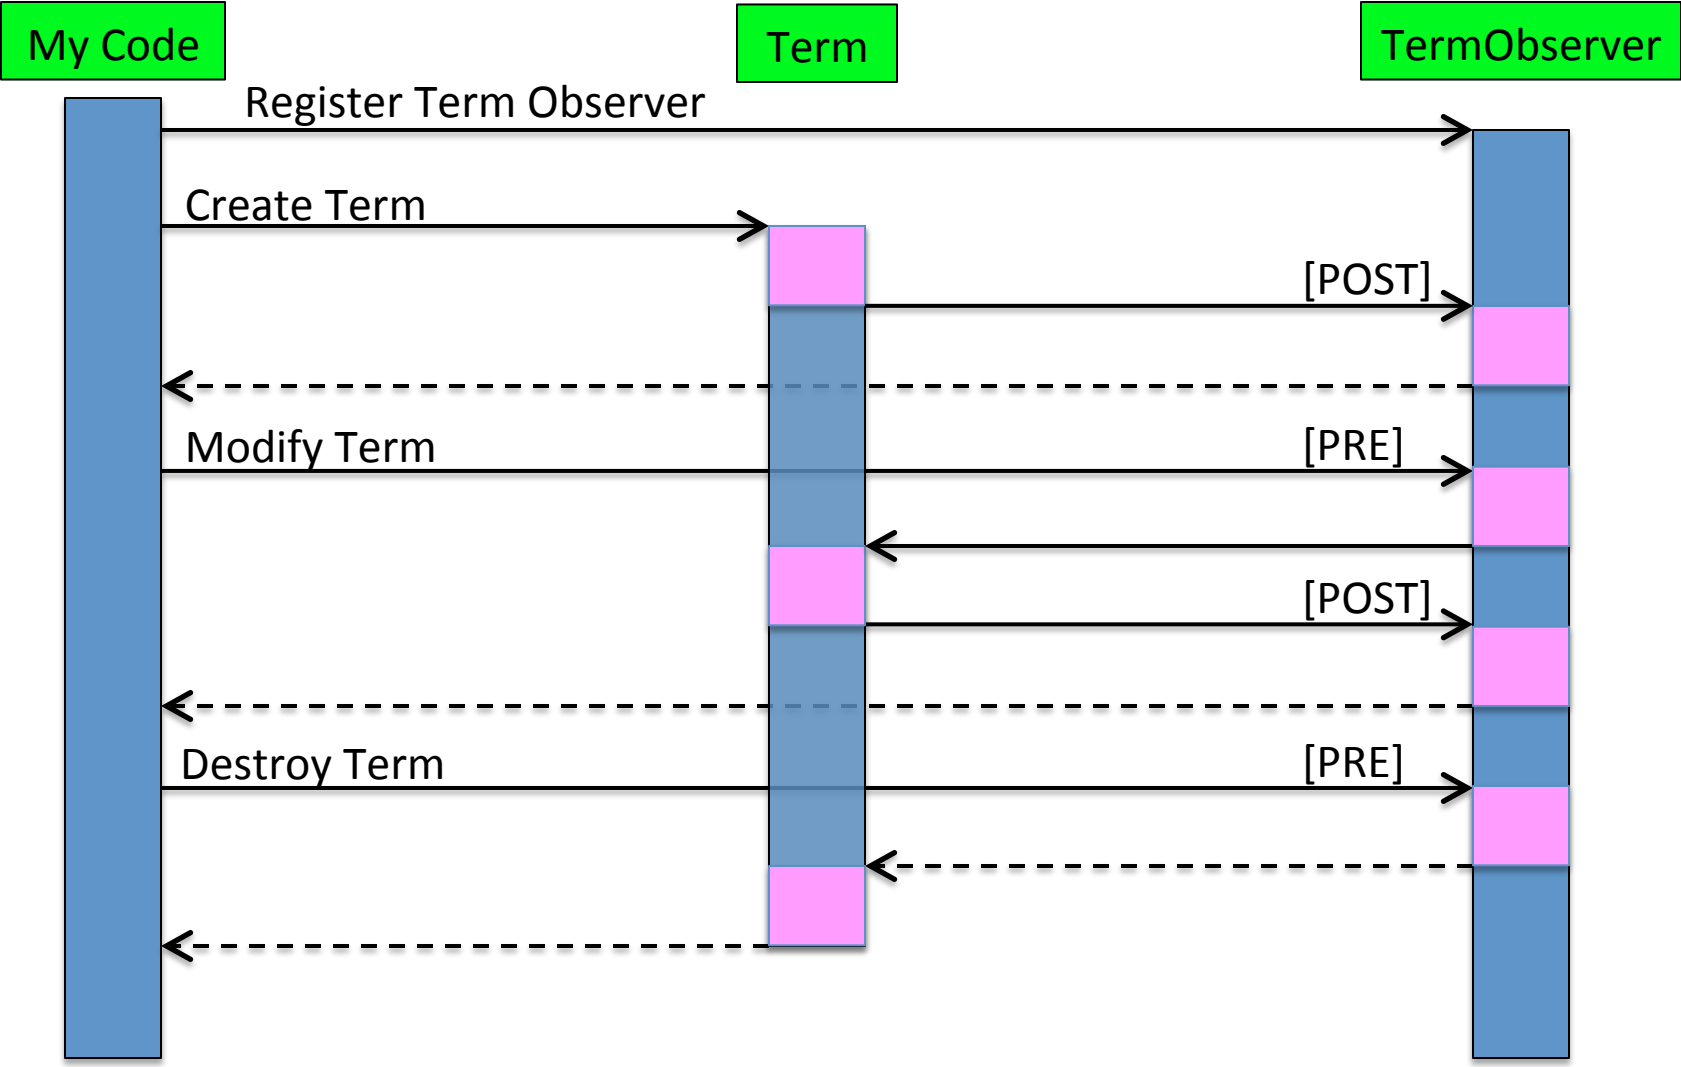 My Code
Term
TermObserver
Register Term Observer
Create Term
[POST]
Modify Term
[PRE]
[POST]
Destroy Term
[PRE]